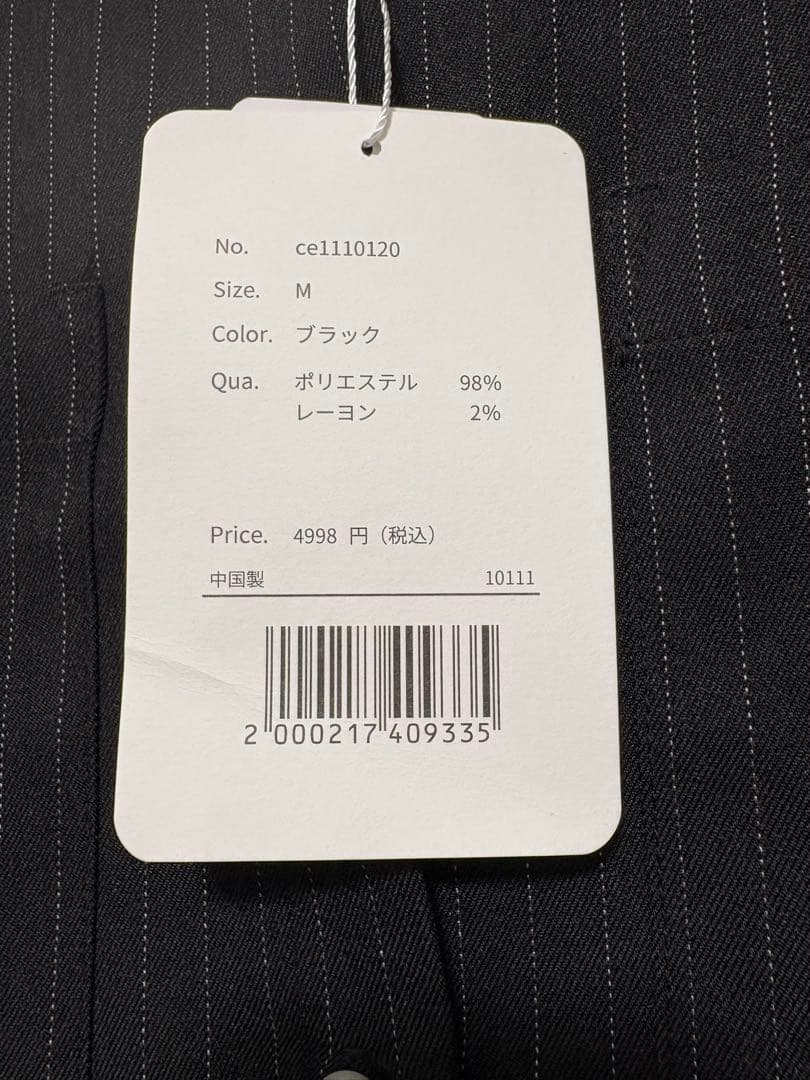 No. ce1110120
Size. M
Color. ブラック
Qua. ポリエステル 98%
レーヨン 2%
Price. 4998 円（税込）
中国製 10111
2 000217 409335